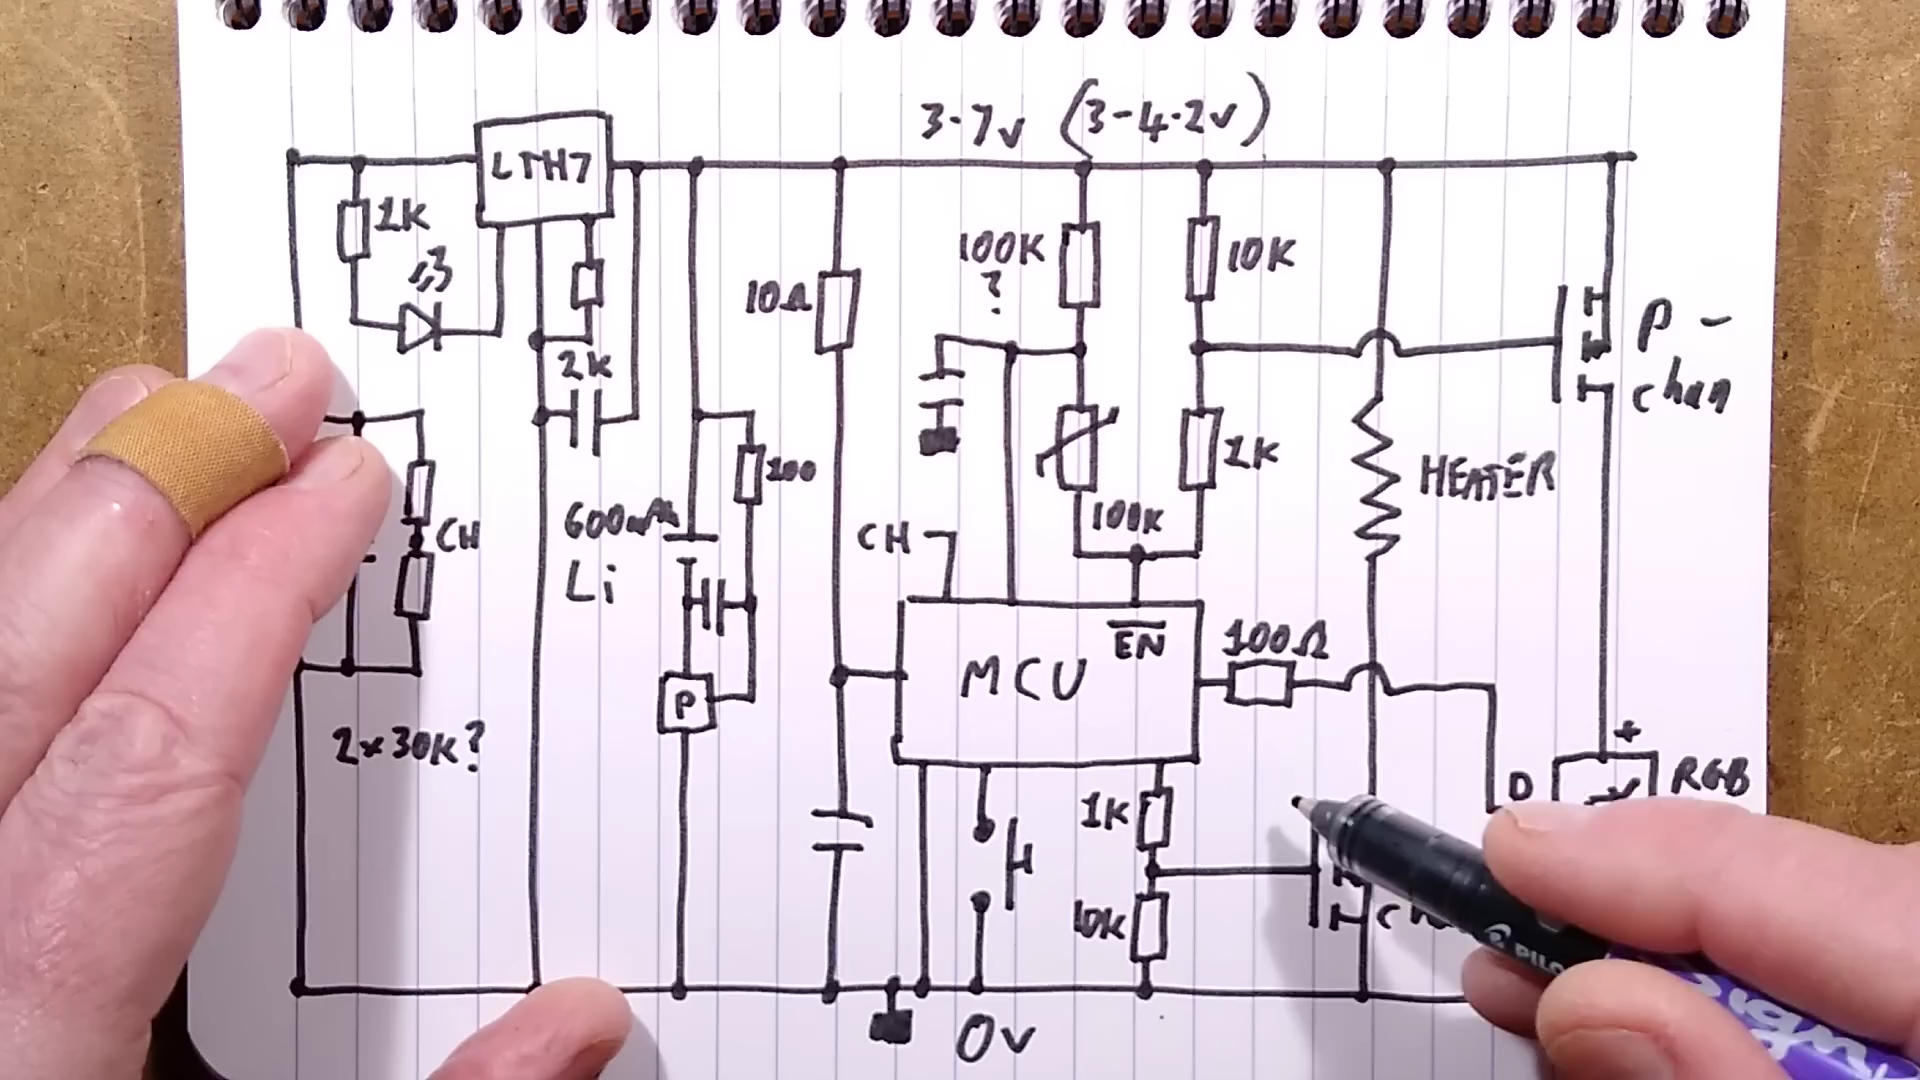 3.7v (3-4.2v)
LTH7
1K
100K
?
10K
10Ω
P-
chan
2K
100
1K
HEATER
600mAh
Li
CH
CH
100K
EN
100Ω
MCU
P
2x30K?
+
D
RGB
1K
10K
0v
PILO